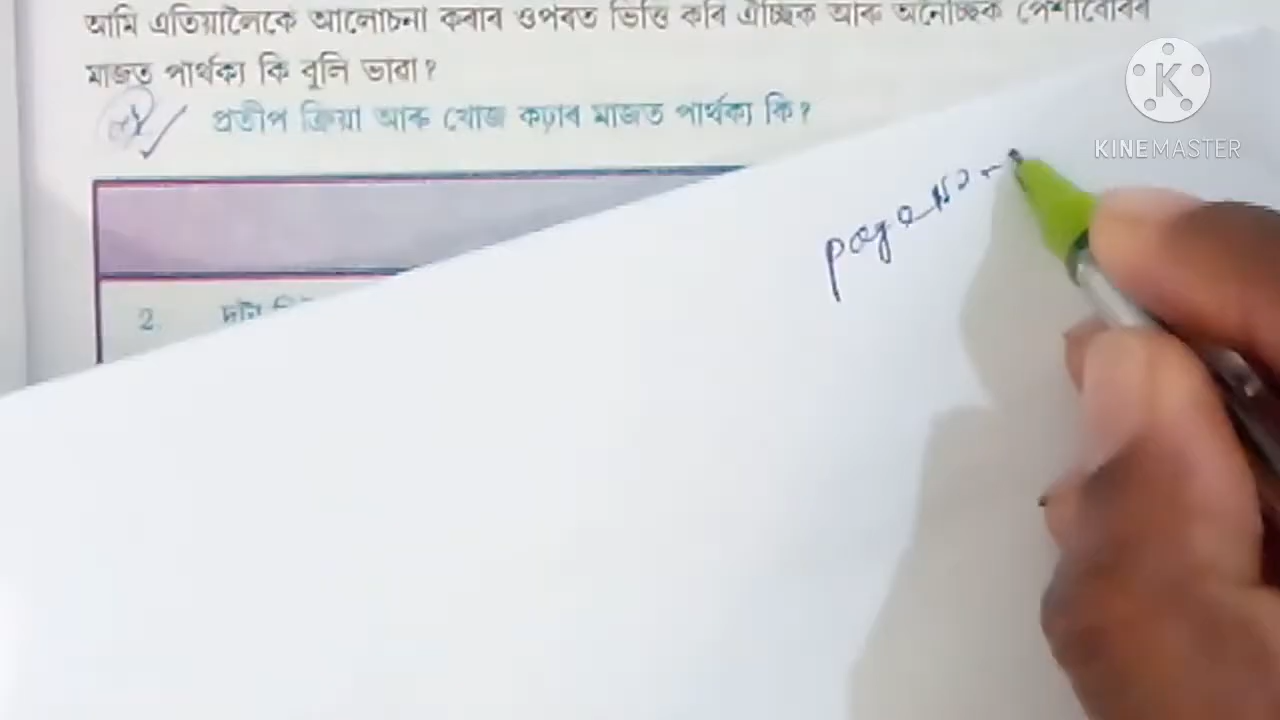 আমি এতিয়ালৈকে আলোচনা কৰাৰ ওপৰত ভিত্তি কৰি ঐচ্ছিক আৰু অনৈচ্ছিক পেশীবোৰৰ
মাজত পাৰ্থক্য কি বুলি ভাবা?
প্ৰতীপ ক্ৰিয়া আৰু খোজ কঢ়াৰ মাজত পাৰ্থক্য কি?
K
KINEMASTER
page no -
2. দুটা